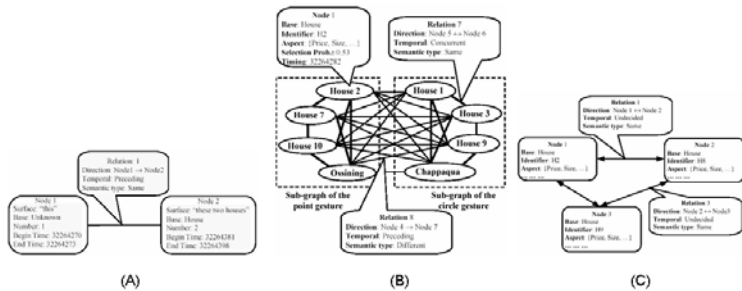 Node 1
Surface: "this"
Base: Unknown
Number: 1
Begin Time: 32264270
End Time: 32264273
Relation 1
Direction: Node1 → Node2
Temporal: Preceding
Semantic type: Same
Node 2
Surface: "these two houses"
Base: House
Number: 2
Begin Time: 32264381
End Time: 32264398
(A)
Node 1
Base: House
Identifier: H2
Aspect: {Price, Size, …}
Selection Prob.: 0.53
Timing: 32264282
Relation 7
Direction: Node 5 ↔ Node 6
Temporal: Concurrent
Semantic type: Same
House 2
House 7
House 10
Ossining
House 1
House 3
House 9
Chappaqua
Sub-graph of the
point gesture
Sub-graph of the
circle gesture
Relation 8
Direction: Node 4 → Node 7
Temporal: Preceding
Semantic type: Different
(B)
Relation 1
Direction: Node 1 ↔ Node 2
Temporal: Undecided
Semantic type: Same
Node 1
Base: House
Identifier: H2
Aspect: {Price, Size, ...}
... ... ...
Node 2
Base: House
Identifier: H8
Aspect: {Price, Size, ...}
... ... ...
Node 3
Base: House
Identifier: H9
Aspect: {Price, Size, ...}
... ... ...
Relation 3
Direction: Node 2 ↔ Node3
Temporal: Undecided
Semantic type: Same
(C)